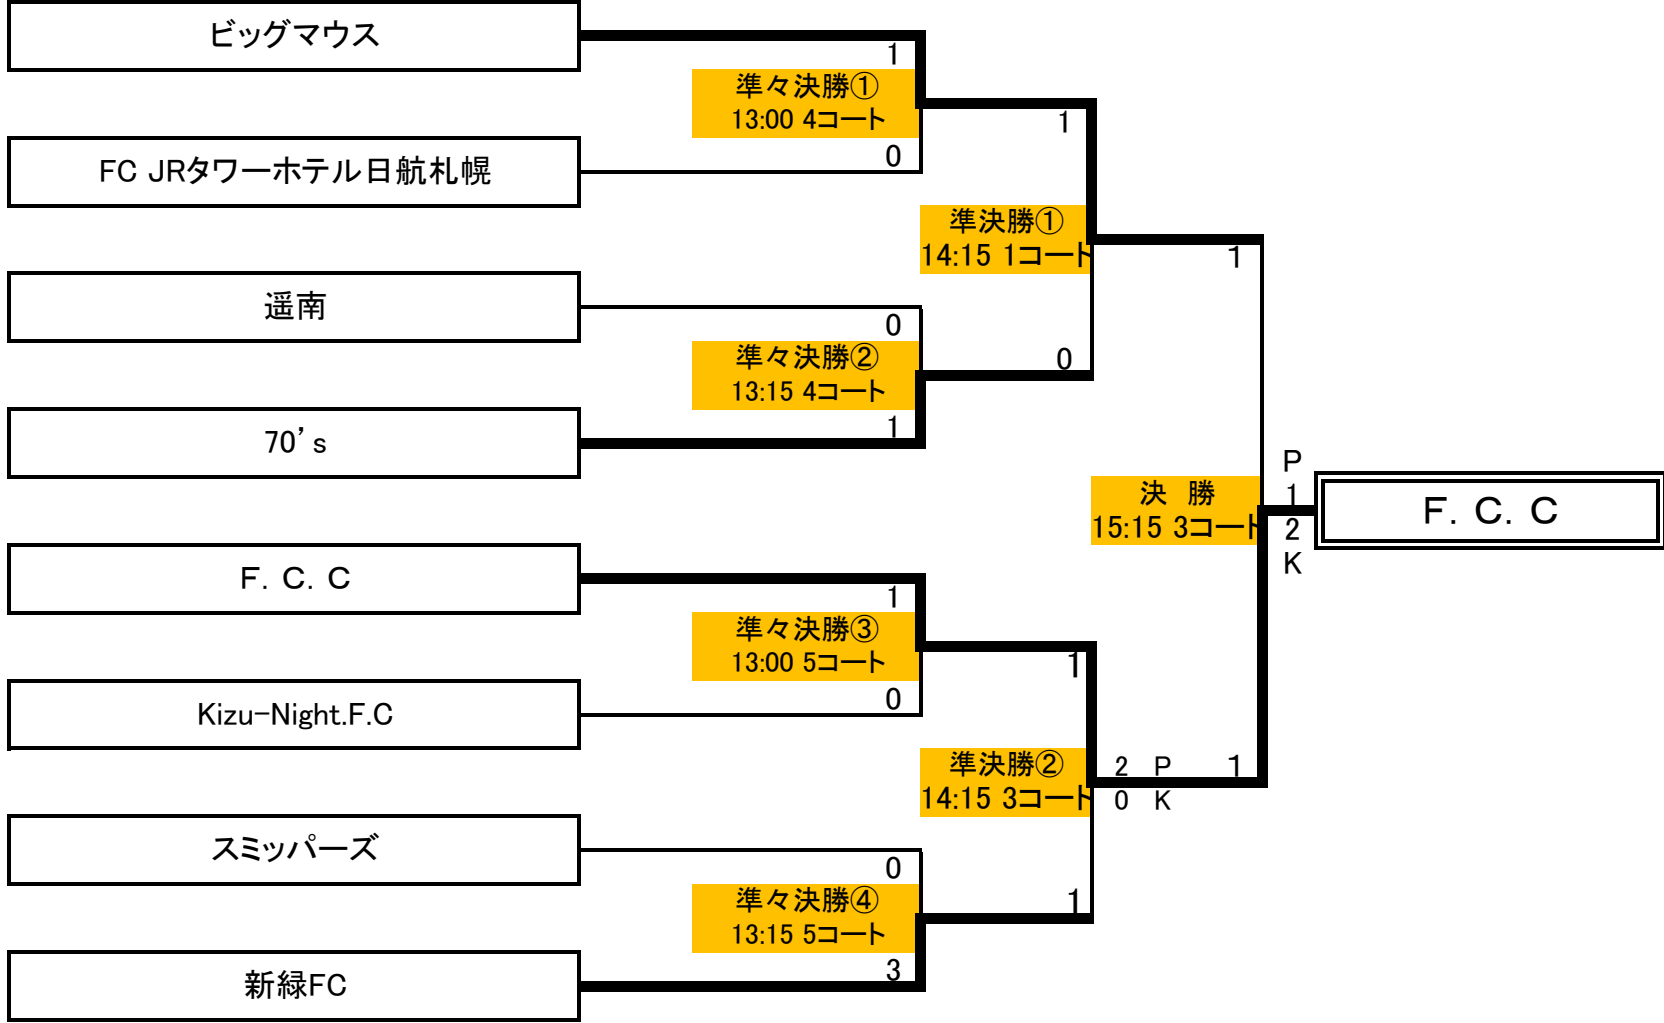 ビッグマウス
1
準々決勝①
13:00 4コート
0
FC JRタワーホテル日航札幌
1
準決勝①
14:15 1コート
1
遥南
0
準々決勝②
13:15 4コート
0
1
70’s
P
1
2
K
決 勝
15:15 3コート
F. C. C
F. C. C
1
準々決勝③
13:00 5コート
1
0
Kizu-Night.F.C
準決勝②
14:15 3コート
2 P
0 K
1
スミッパーズ
0
準々決勝④
13:15 5コート
1
3
新緑FC